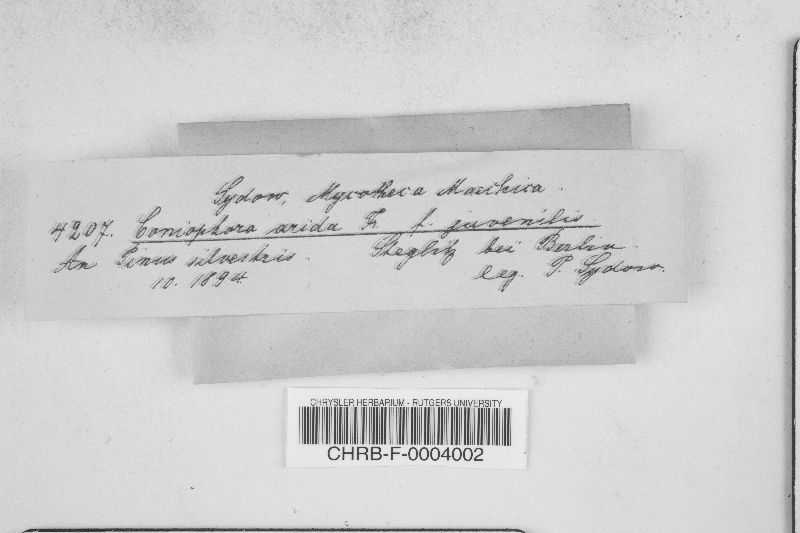 Sydow, Mycotheca Marchica.
4207. Coniophora arida Fr. f. juvenilis
An Pinus silvestris. Steglitz bei Berlin.
10. 1894. leg. P. Sydow.
CHRYSLER HERBARIUM - RUTGERS UNIVERSITY
CHRB-F-0004002